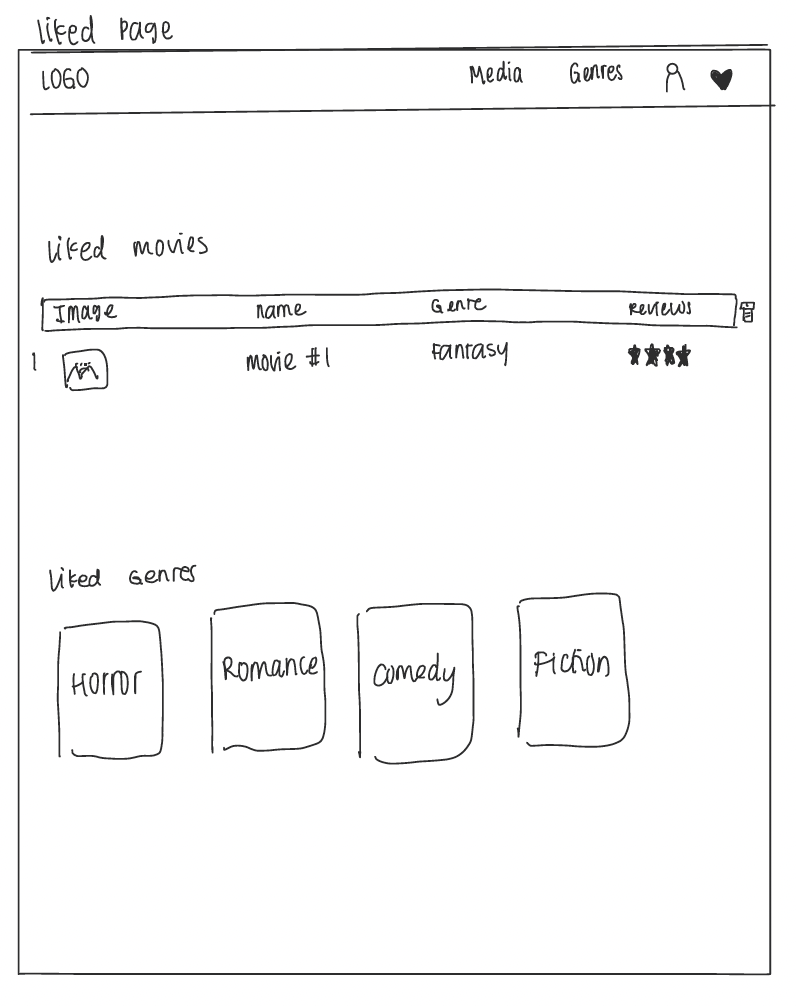 liked page
LOGO Media Genres
liked movies
Image name Genre Reviews
1 movie #1 Fantasy
liked Genres
Horror Romance Comedy Fiction